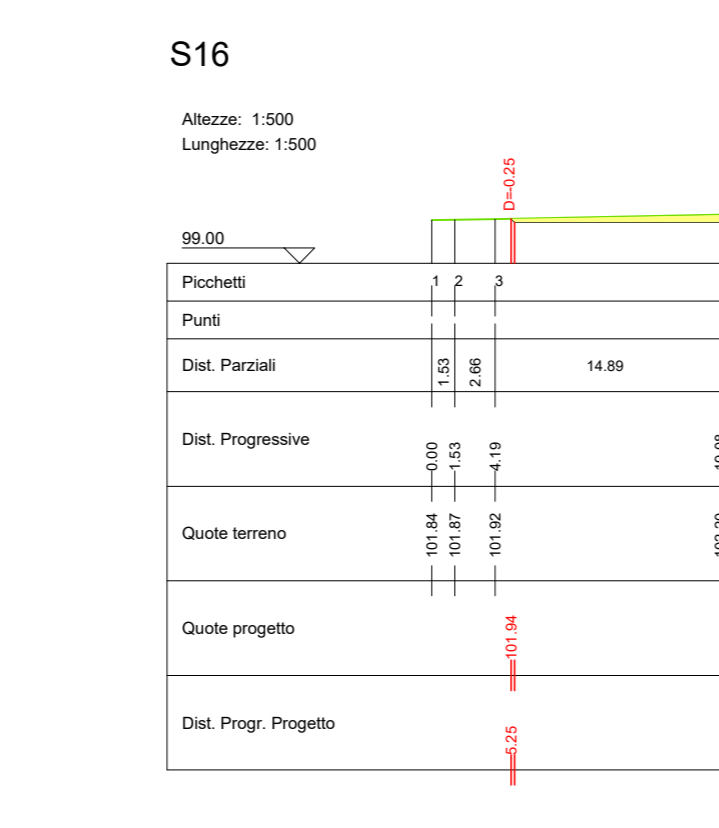 S16
Altezze: 1:500
Lunghezze: 1:500
D=-0.25
99.00
Picchetti 1 2 3
Punti
Dist. Parziali 1.53 2.66 14.89
Dist. Progressive 0.00 1.53 4.19
Quote terreno 101.84 101.87 101.92
Quote progetto 101.94
Dist. Progr. Progetto 5.25